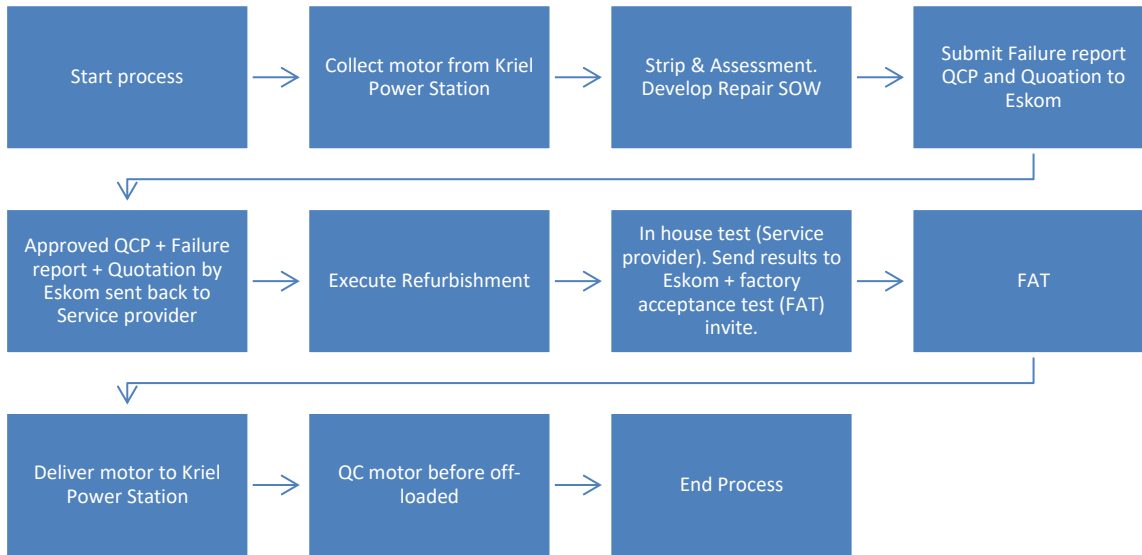 Start process
Collect motor from Kriel
Power Station
Strip & Assessment.
Develop Repair SOW
Submit Failure report
QCP and Quoation to
Eskom
Approved QCP + Failure
report + Quotation by
Eskom sent back to
Service provider
Execute Refurbishment
In house test (Service
provider). Send results to
Eskom + factory
acceptance test (FAT)
invite.
FAT
Deliver motor to Kriel
Power Station
QC motor before off-
loaded
End Process